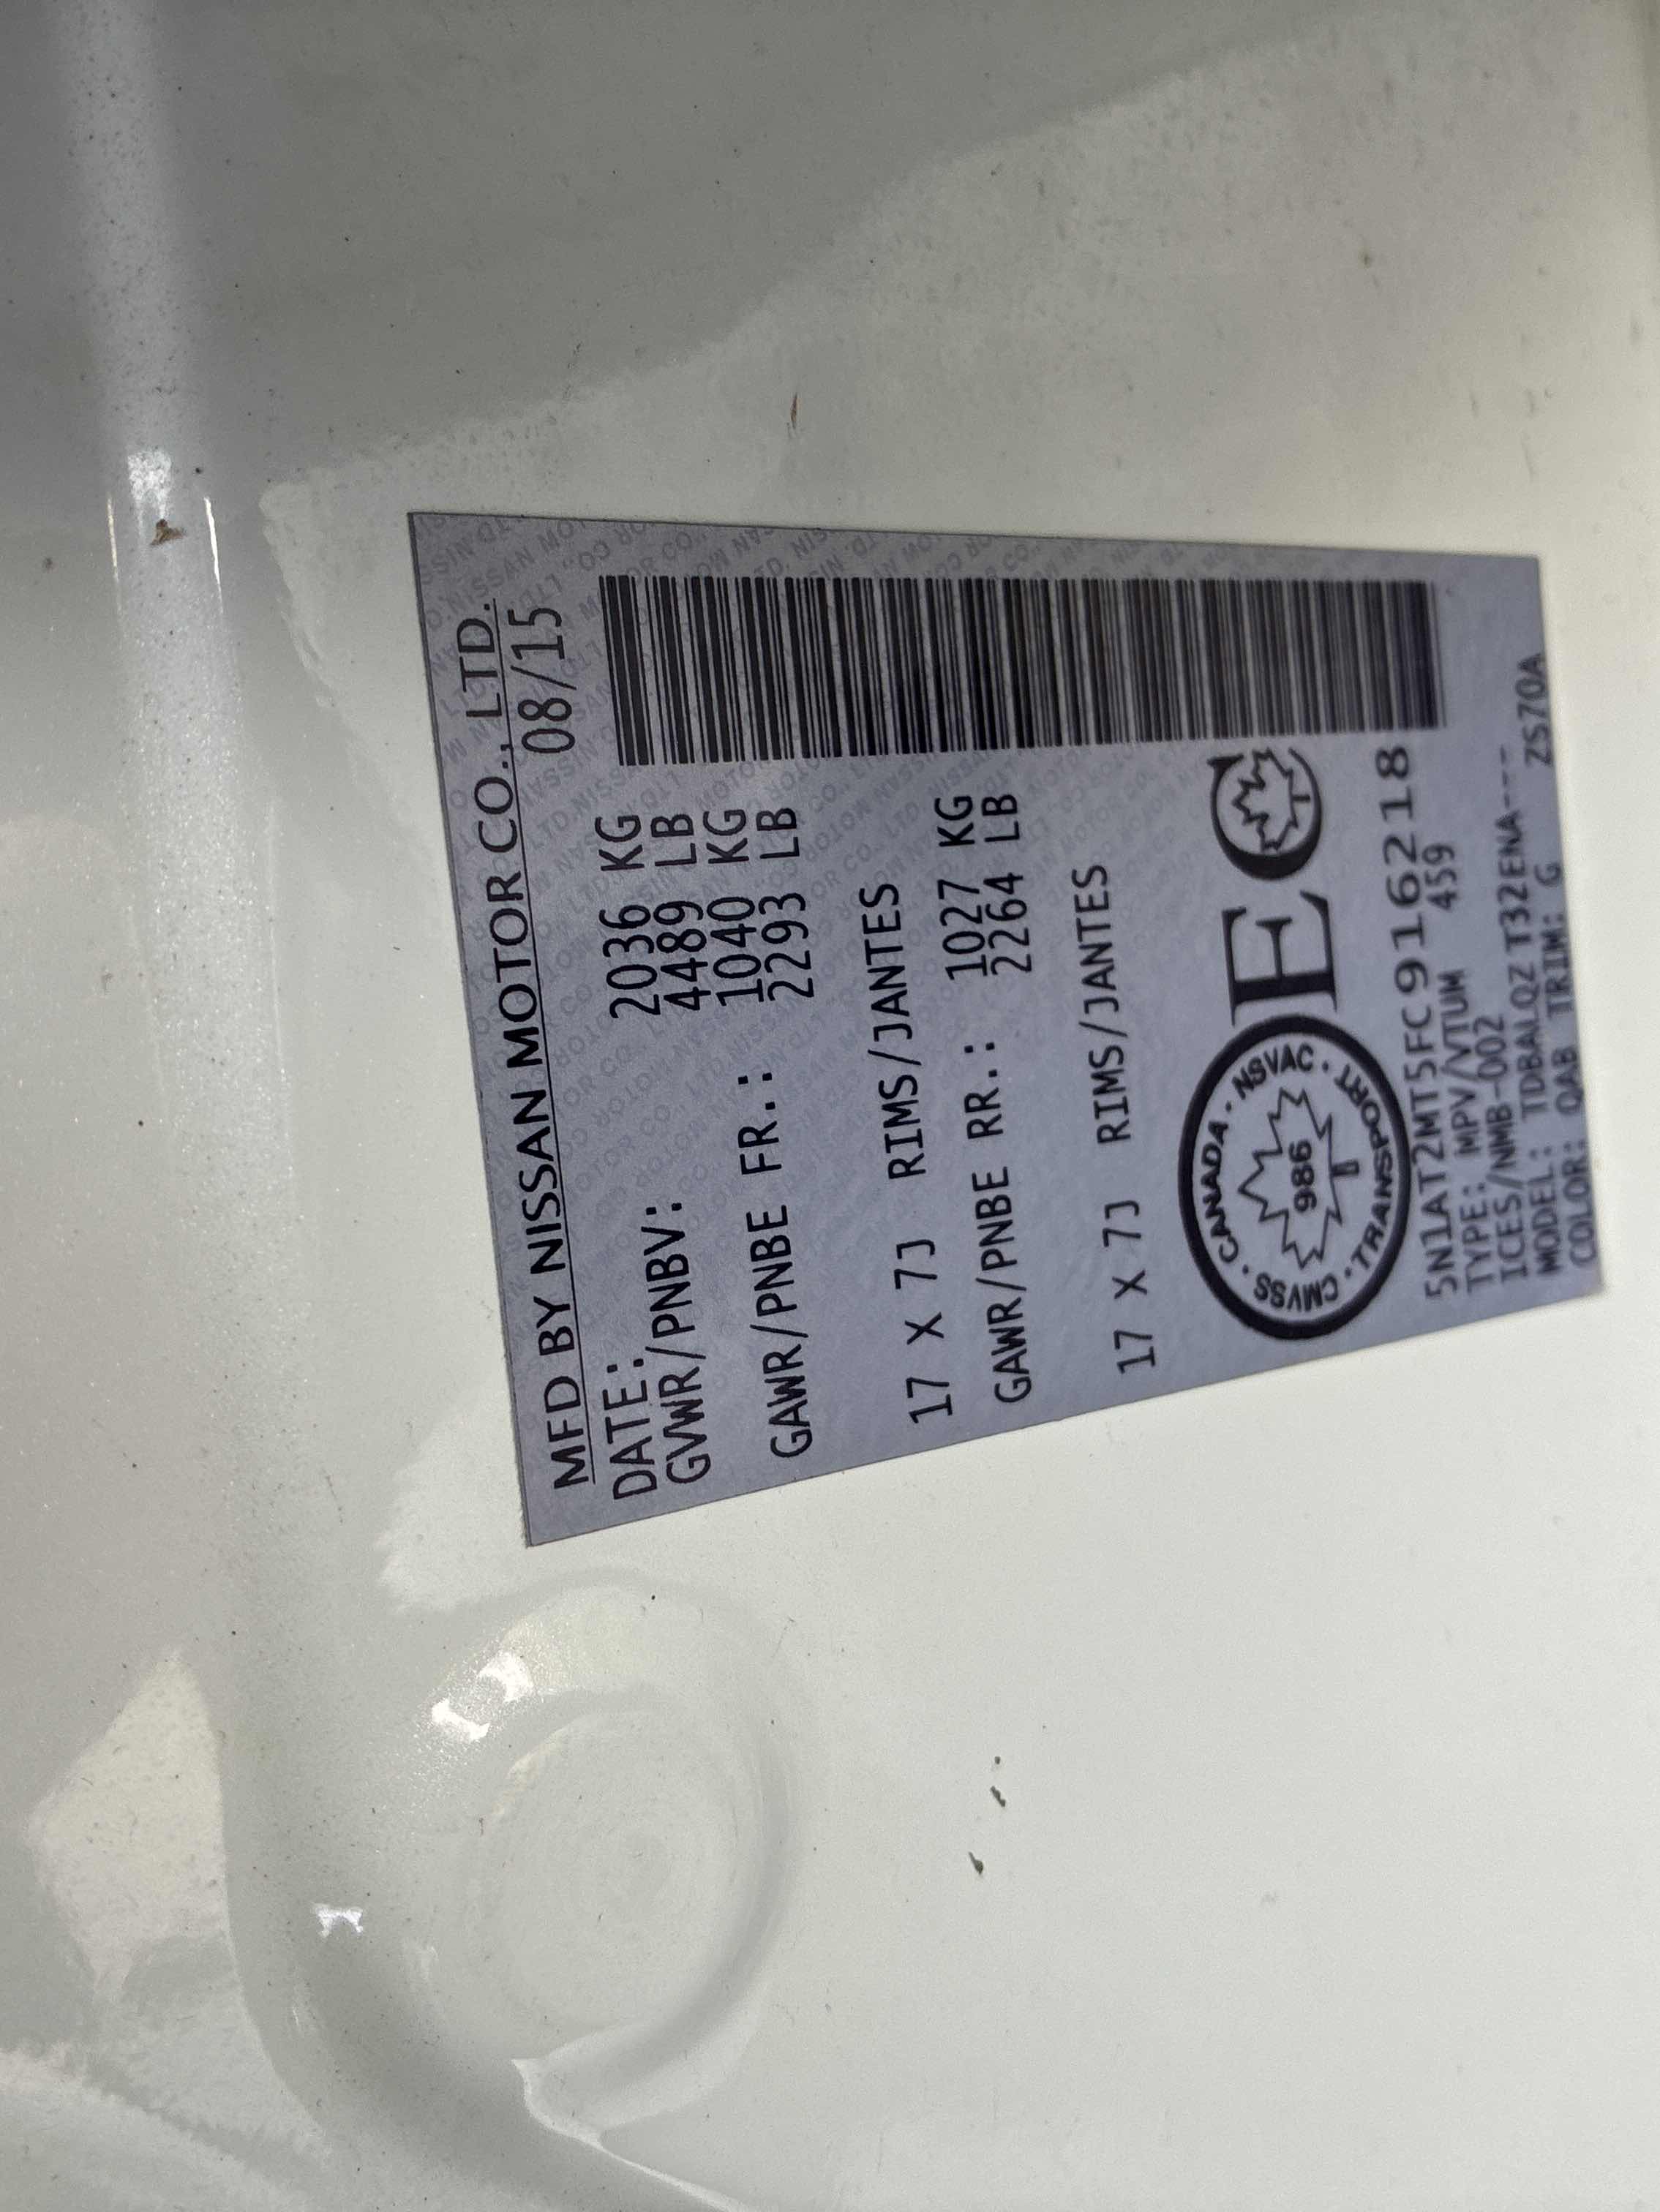 MFD BY NISSAN MOTOR CO., LTD.
DATE: 08/15
GVWR/PNBV: 2036 KG
4489 LB
GAWR/PNBE FR.: 1040 KG
2293 LB
17 X 7J RIMS/JANTES
GAWR/PNBE RR.: 1027 KG
2264 LB
17 X 7J RIMS/JANTES
CMVSS · CANADA · NSVAC · TRANSPORT ·
986
EC
5N1AT2MT5FC916218
TYPE: MPV/VTUM 459
ICES/NMB-002
MODEL: TDBALQZ T32ENA----
COLOR: QAB TRIM: G ZS70A